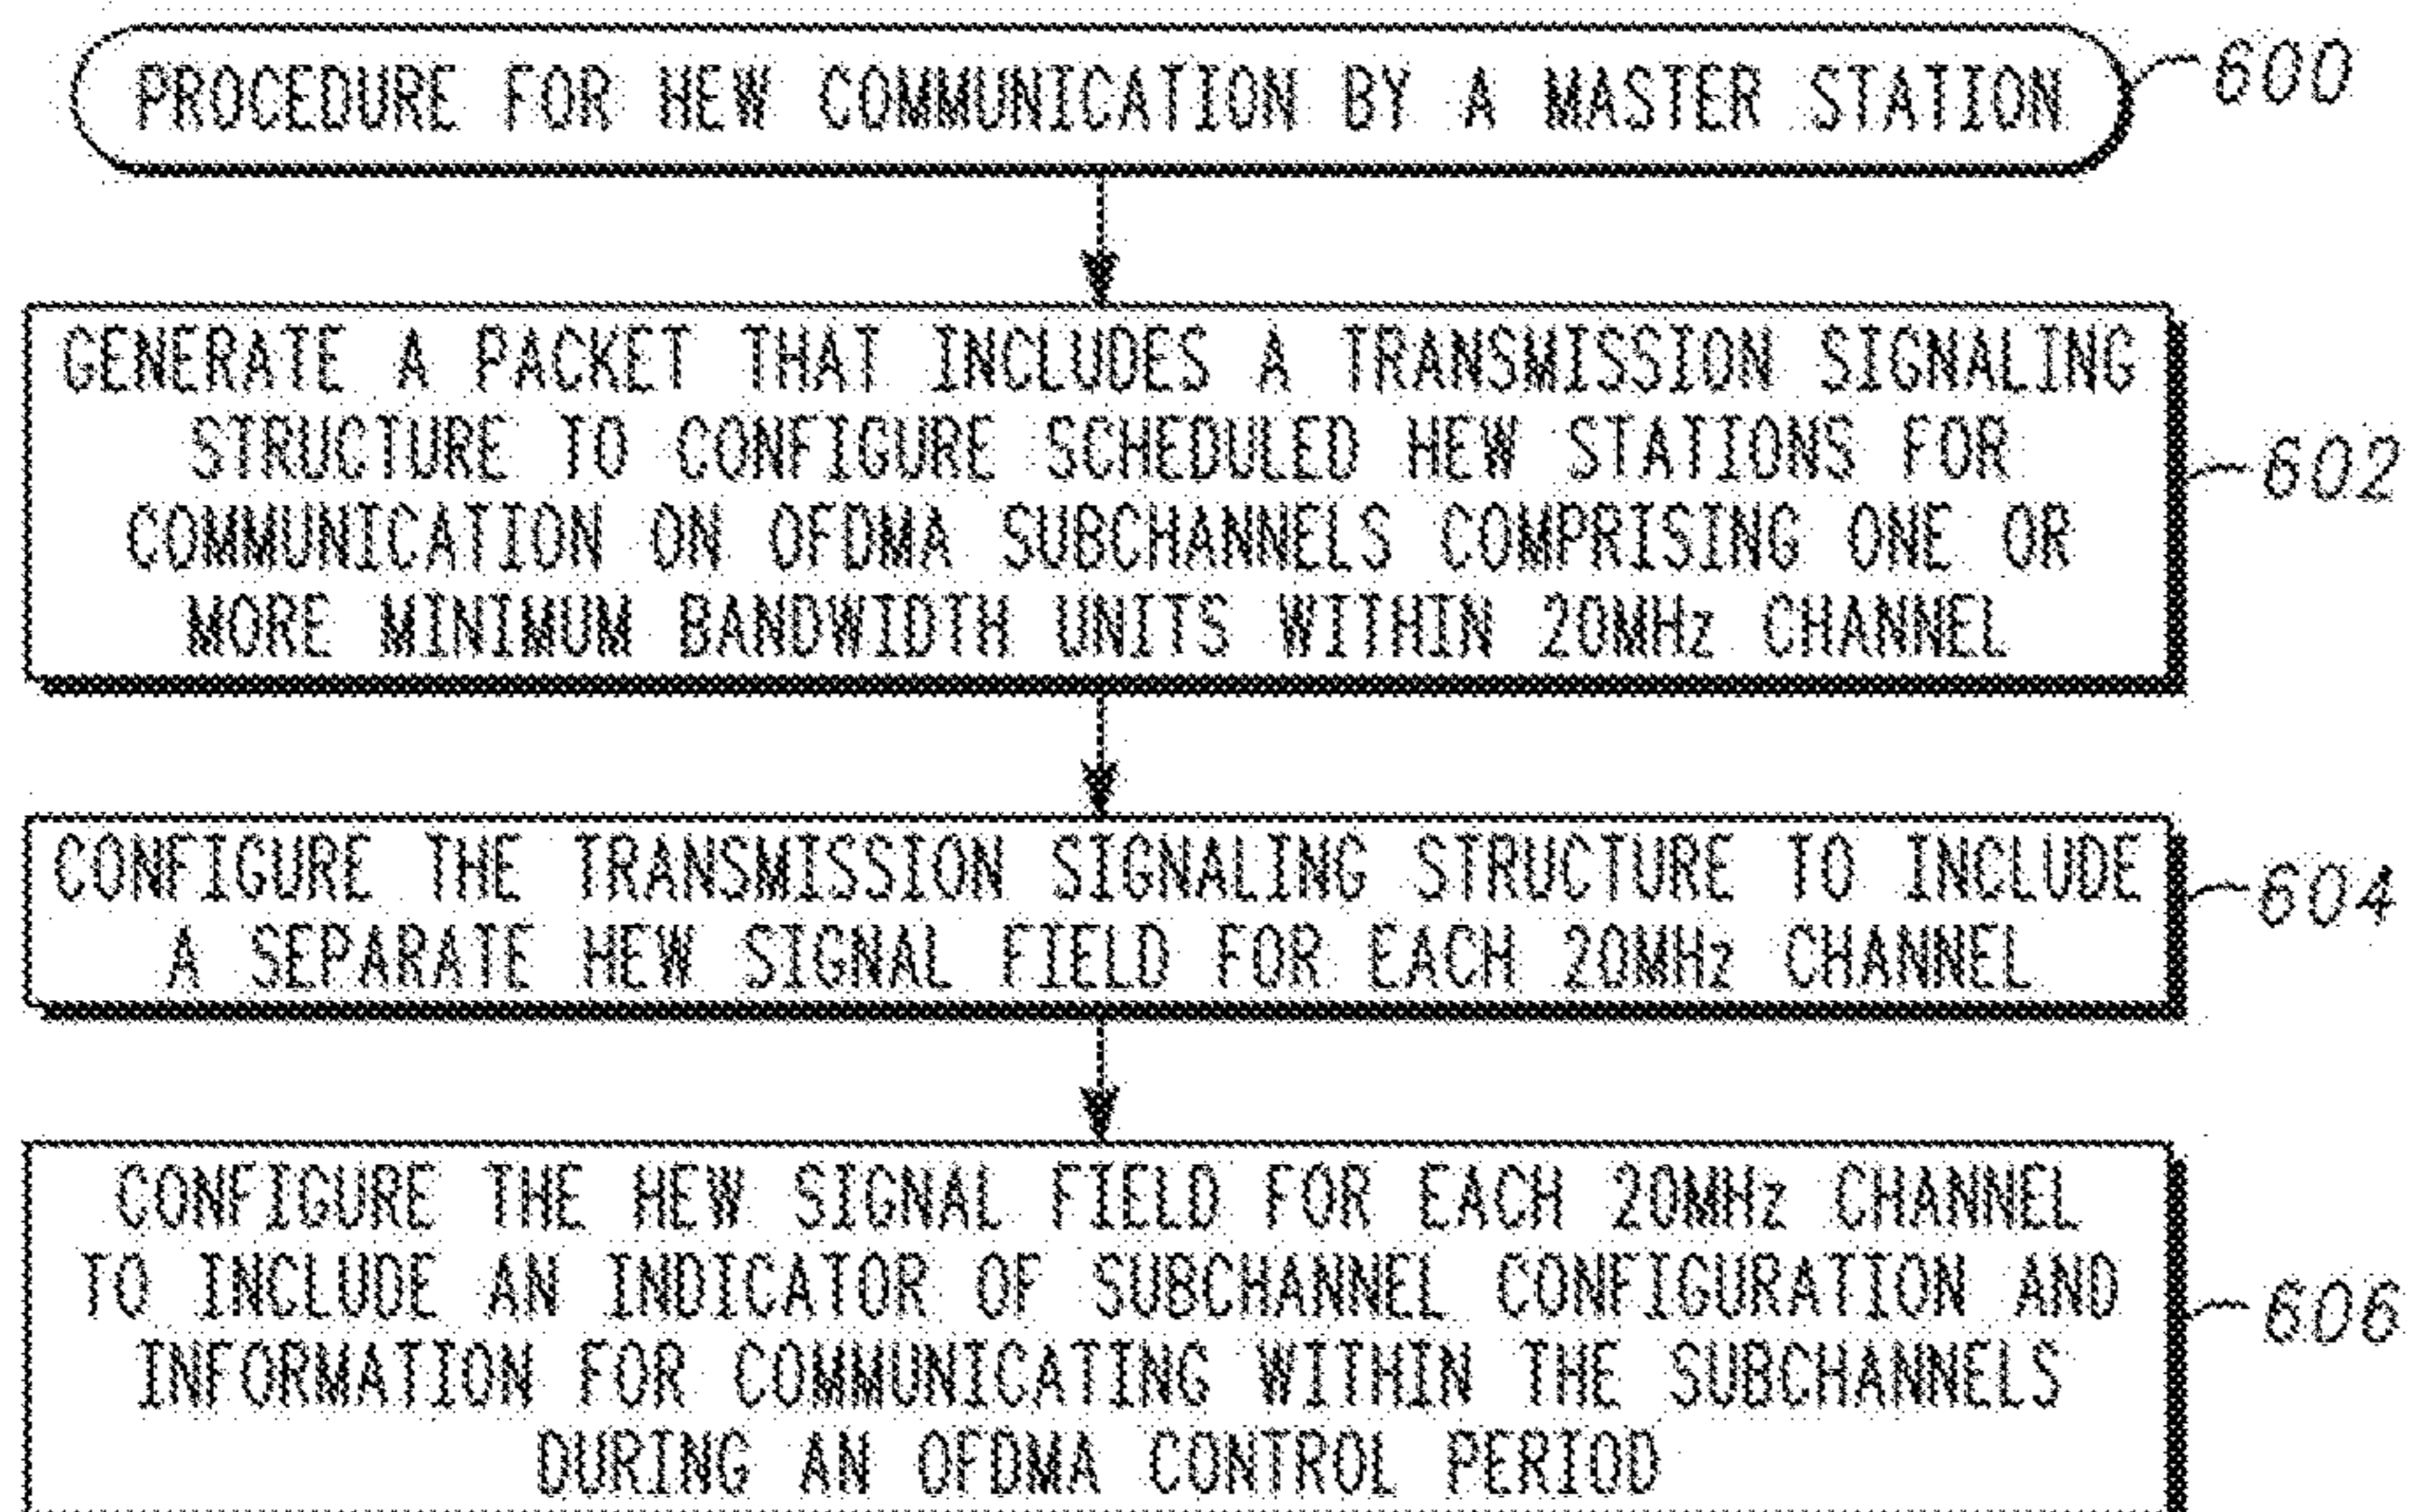 PROCEDURE FOR HEW COMMUNICATION BY A MASTER STATION
600
GENERATE A PACKET THAT INCLUDES A TRANSMISSION SIGNALING
STRUCTURE TO CONFIGURE SCHEDULED HEW STATIONS FOR
COMMUNICATION ON OFDMA SUBCHANNELS COMPRISING ONE OR
MORE MINIMUM BANDWIDTH UNITS WITHIN 20MHz CHANNEL
602
CONFIGURE THE TRANSMISSION SIGNALING STRUCTURE TO INCLUDE
A SEPARATE HEW SIGNAL FIELD FOR EACH 20MHz CHANNEL
604
CONFIGURE THE HEW SIGNAL FIELD FOR EACH 20MHz CHANNEL
TO INCLUDE AN INDICATOR OF SUBCHANNEL CONFIGURATION AND
INFORMATION FOR COMMUNICATING WITHIN THE SUBCHANNELS
DURING AN OFDMA CONTROL PERIOD
606